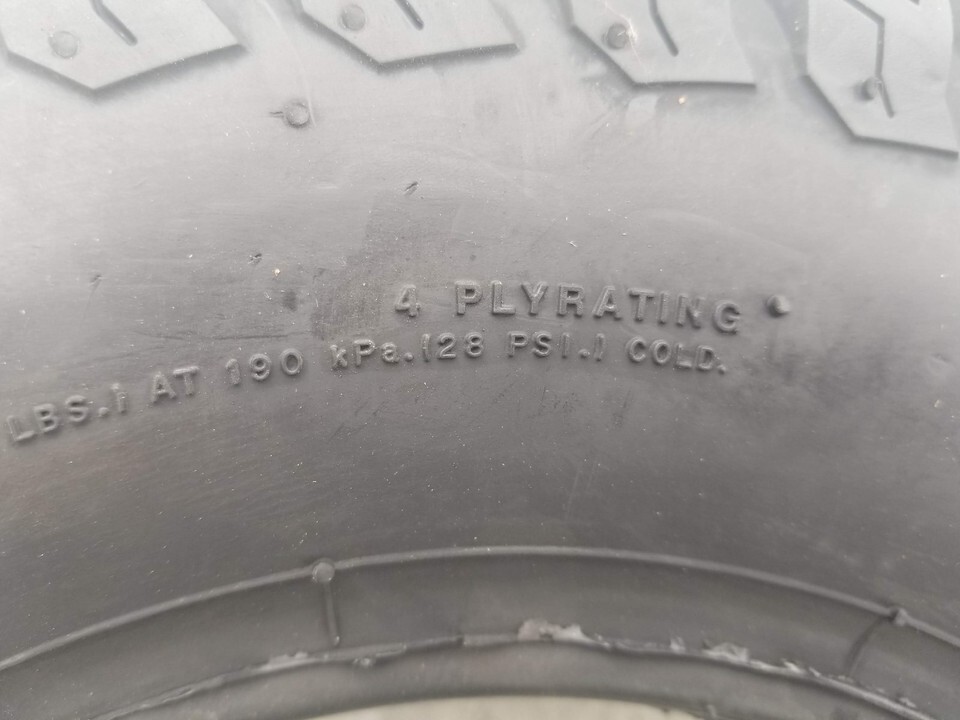 4 PLYRATING
LBS.) AT 190 kPa.(28 PSI.) COLD.